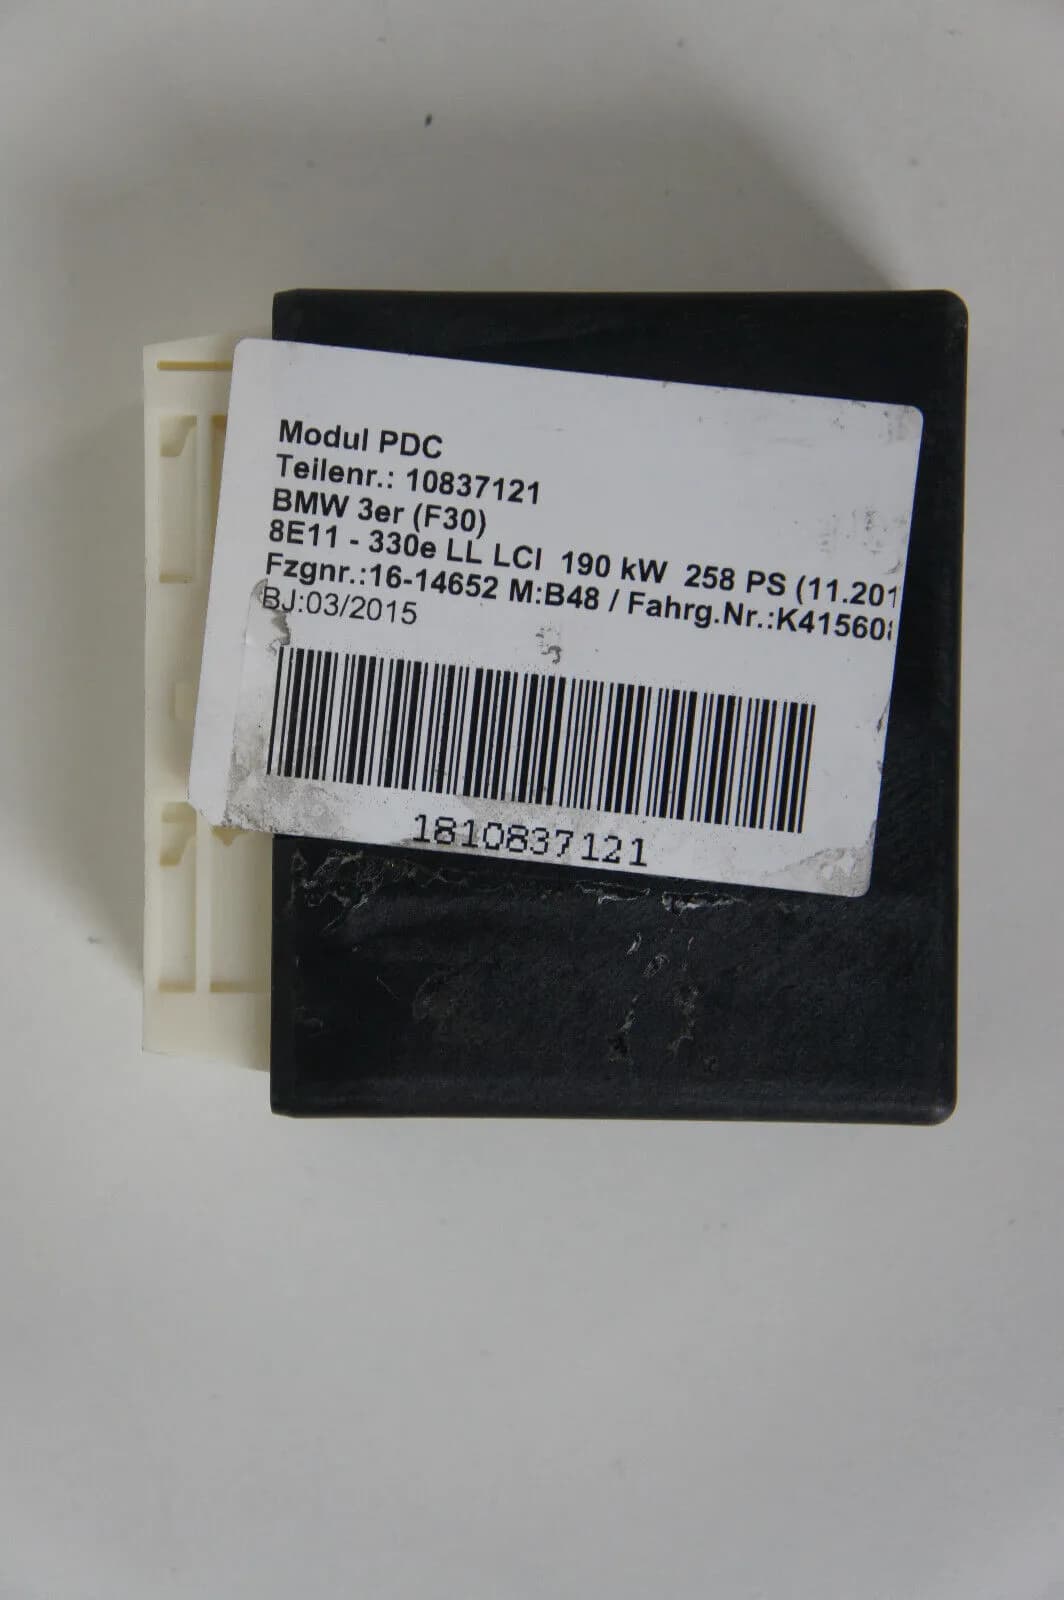 Modul PDC
Teilenr.: 10837121
BMW 3er (F30)
8E11 - 330e LL LCI 190 kW 258 PS (11.201
Fzgnr.:16-14652 M:B48 / Fahrg.Nr.:K41560
BJ:03/2015
1810837121